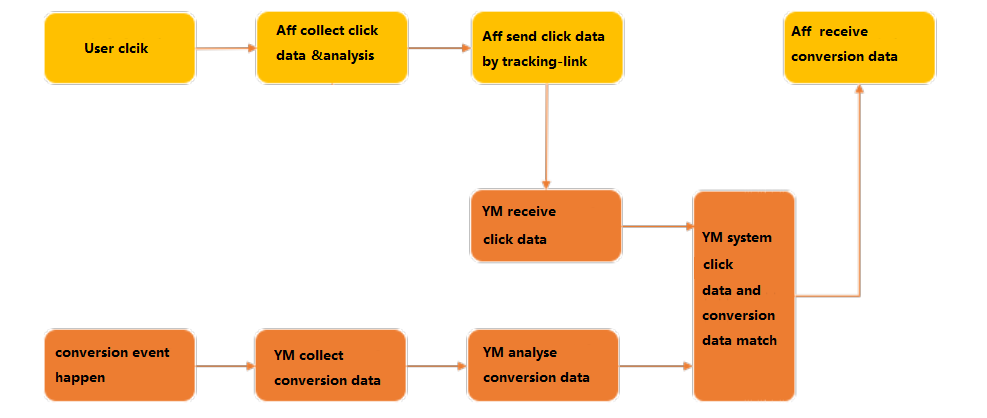 User clcik
Aff collect click
data &analysis
Aff send click data
by tracking-link
Aff receive
conversion data
YM receive
click data
YM system
click
data and
conversion
data match
conversion event
happen
YM collect
conversion data
YM analyse
conversion data